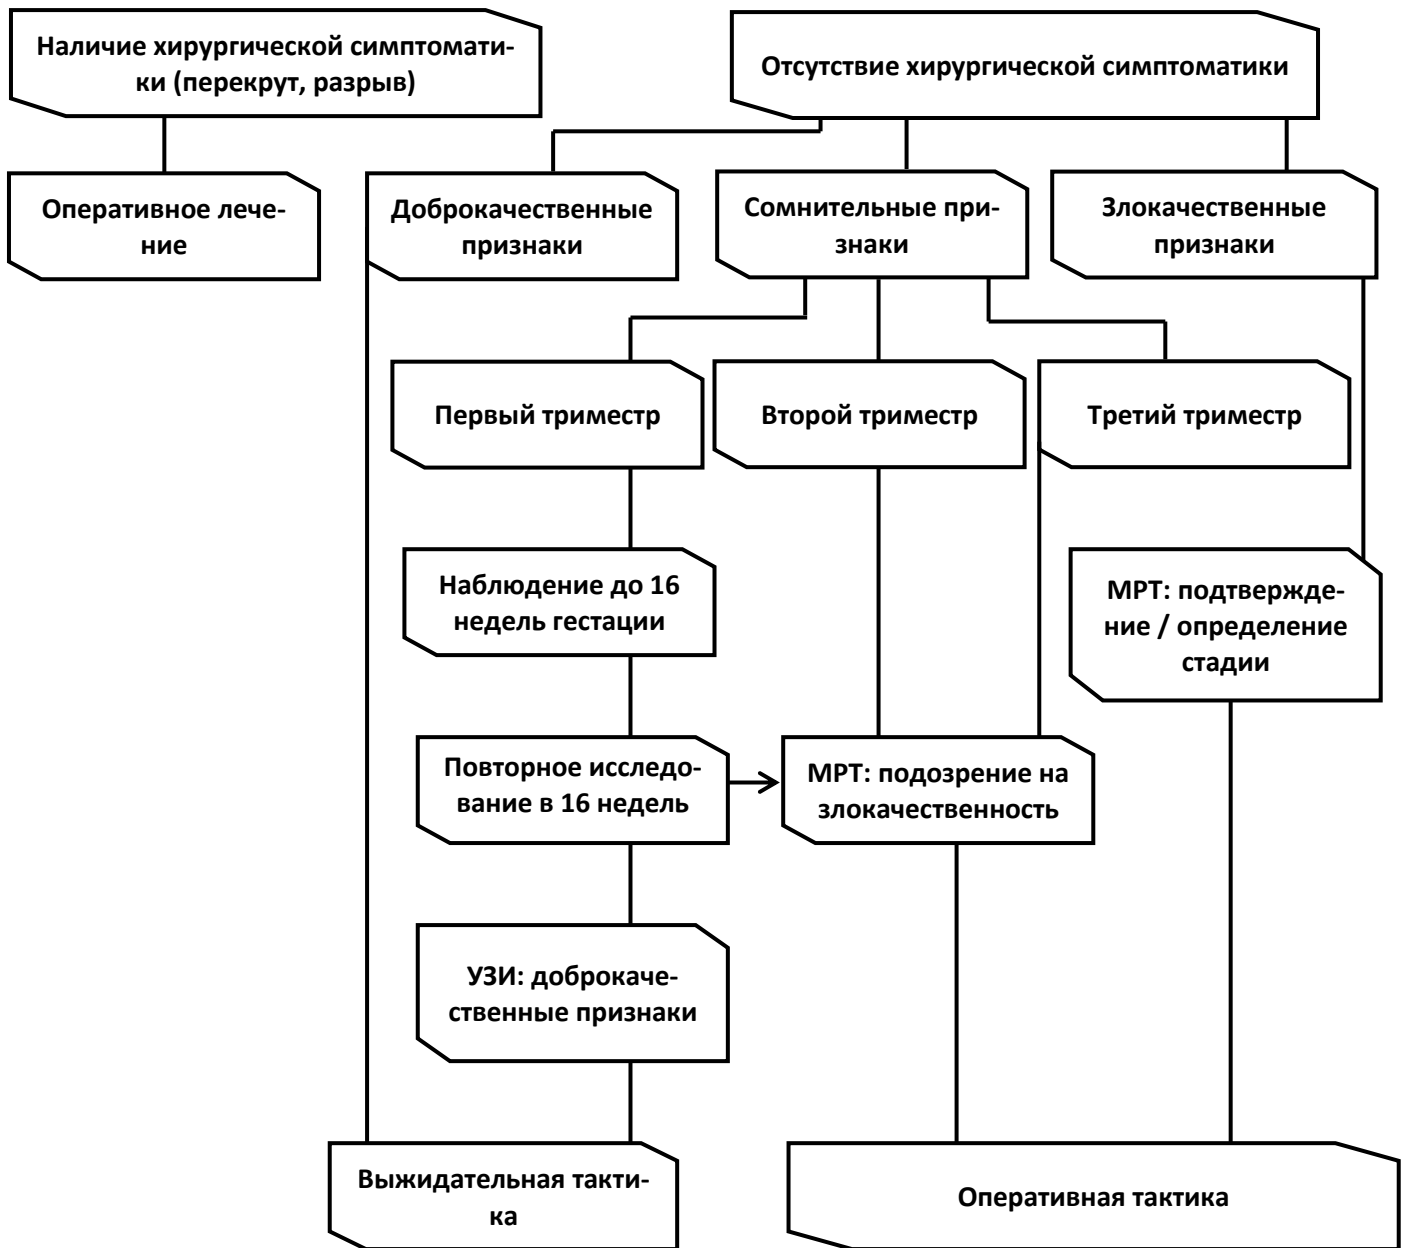 Наличие хирургической симптомати-
ки (перекрут, разрыв)
Отсутствие хирургической симптоматики
Оперативное лече-
ние
Доброкачественные
признаки
Сомнительные при-
знаки
Злокачественные
признаки
Первый триместр
Второй триместр
Третий триместр
Наблюдение до 16
недель гестации
МРТ: подтвержде-
ние / определение
стадии
Повторное исследо-
вание в 16 недель
МРТ: подозрение на
злокачественность
УЗИ: доброкаче-
ственные признаки
Выжидательная такти-
ка
Оперативная тактика